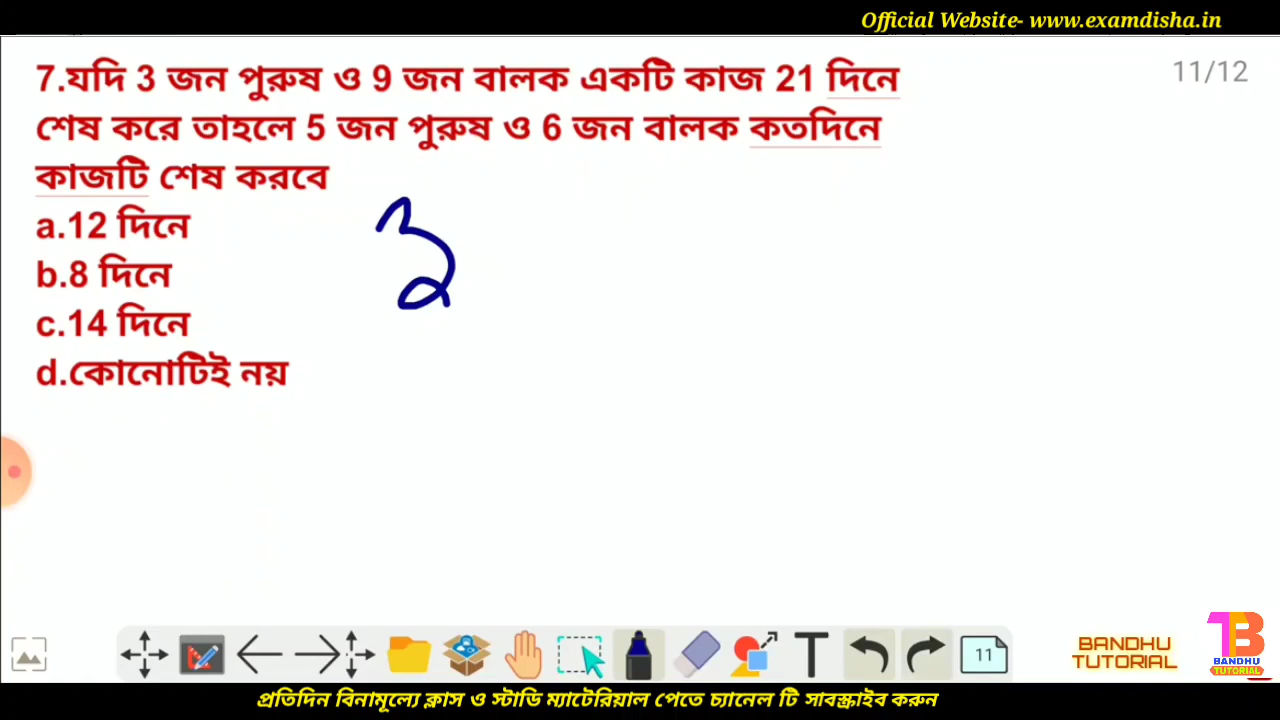 Official Website- www.examdisha.in
11/12
7.যদি 3 জন পুরুষ ও 9 জন বালক একটি কাজ 21 দিনে
শেষ করে তাহলে 5 জন পুরুষ ও 6 জন বালক কতদিনে
কাজটি শেষ করবে
a.12 দিনে
b.8 দিনে
c.14 দিনে
d.কোনোটিই নয়
T
11
BANDHU
TUTORIAL
TB
BANDHU
TUTORIAL
প্রতিদিন বিনামূল্যে ক্লাস ও স্টাডি ম্যাটেরিয়াল পেতে চ্যানেল টি সাবস্ক্রাইব করুন